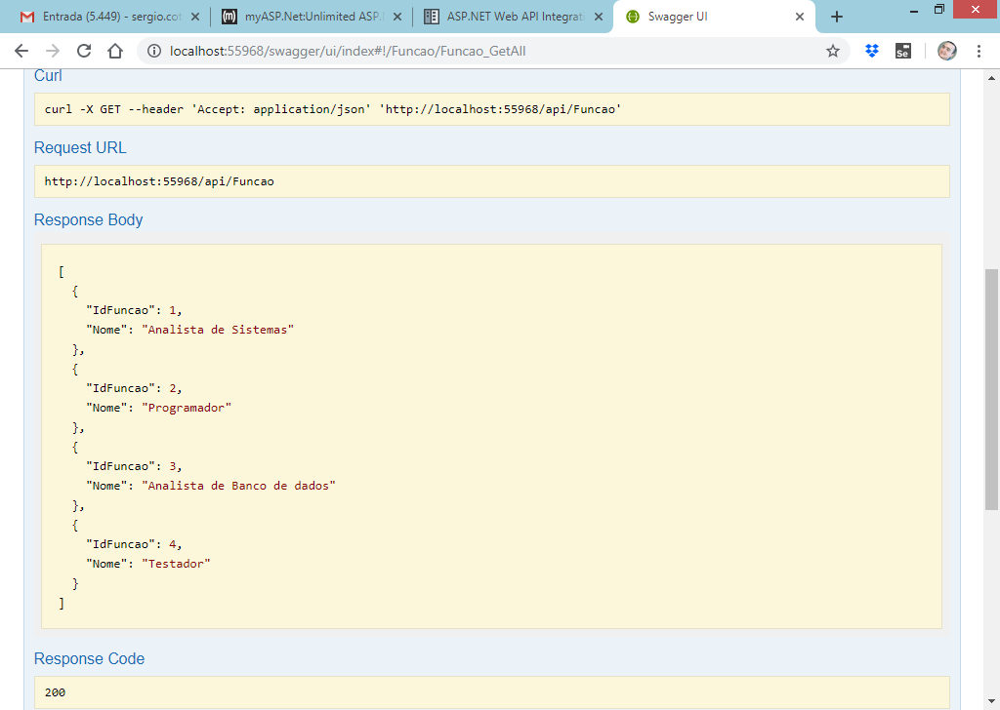 Entrada (5.449) - sergio.cot
myASP.Net:Unlimited ASP.
ASP.NET Web API Integrati
Swagger UI
localhost:55968/swagger/ui/index#!/Funcao/Funcao_GetAll
Se
Curl
curl -X GET --header 'Accept: application/json' 'http://localhost:55968/api/Funcao'
Request URL
http://localhost:55968/api/Funcao
Response Body
[
{
"IdFuncao": 1,
"Nome": "Analista de Sistemas"
},
{
"IdFuncao": 2,
"Nome": "Programador"
},
{
"IdFuncao": 3,
"Nome": "Analista de Banco de dados"
},
{
"IdFuncao": 4,
"Nome": "Testador"
}
]
Response Code
200